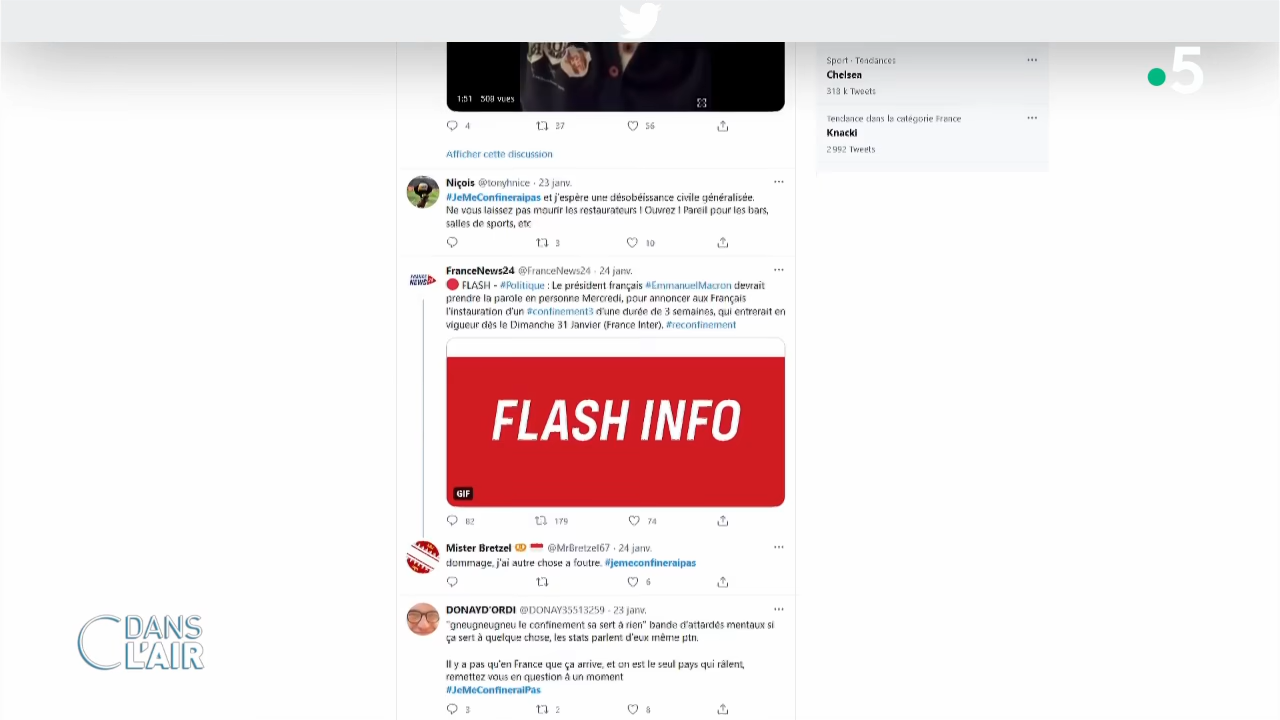 5
1:51 509 vues
4 37 56
Afficher cette discussion
Sport · Tendances
Chelsea
313 k Tweets
Tendance dans la catégorie France
Knacki
2 992 Tweets
Niçois @tonyhnice · 23 janv.
#JeMeConfineraipas et j'espère une désobéissance civile généralisée.
Ne vous laissez pas mourir les restaurateurs ! Ouvrez ! Pareil pour les bars,
salles de sports, etc
3 10
FRANCE NEWS24
FranceNews24 @FranceNews24 · 24 janv.
FLASH - #Politique : Le président français #EmmanuelMacron devrait
prendre la parole en personne Mercredi, pour annoncer aux Français
l'instauration d'un #confinement3 d'une durée de 3 semaines, qui entrerait en
vigueur dès le Dimanche 31 Janvier (France Inter). #reconfinement
FLASH INFO
GIF
82 179 74
Mister Bretzel @MrBretzel67 · 24 janv.
dommage, j'ai autre chose a foutre. #jemeconfineraipas
6
DONAYD'ORDI @DONAY35513259 · 23 janv.
"gneugneugneu le confinement sa sert à rien" bande d'attardés mentaux si
ça sert à quelque chose, les stats parlent d'eux même ptn.
Il y a pas qu'en France que ça arrive, et on est le seul pays qui râlent,
remettez vous en question à un moment
#JeMeConfineraiPas
3 2 8
C DANS
L'AIR